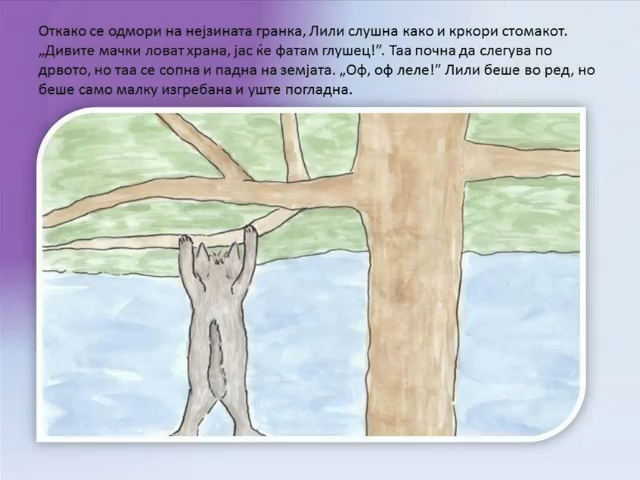 Откако се одмори на нејзината гранка, Лили слушна како и кркори стомакот.
„Дивите мачки ловат храна, јас ќе фатам глушец!”. Таа почна да слегува по
дрвото, но таа се сопна и падна на земјата. „Оф, оф леле!” Лили беше во ред, но
беше само малку изгребана и уште погладна.